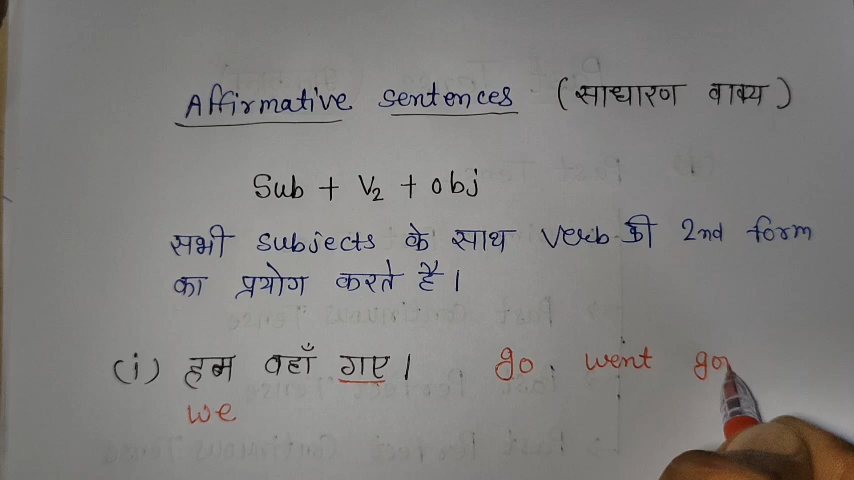 Affirmative sentences (साधारण वाक्य)
Sub + V2 + obj
सभी subjects के साथ verb की 2nd form
का प्रयोग करते है।
(i) हम वहाँ गए। go. went go
we